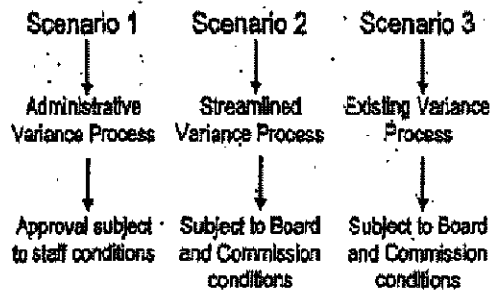 Scenario 1 Scenario 2 Scenario 3
Administrative Variance Process
Streamlined Variance Process
Existing Variance Process
Approval subject to staff conditions
Subject to Board and Commission conditions
Subject to Board and Commission conditions